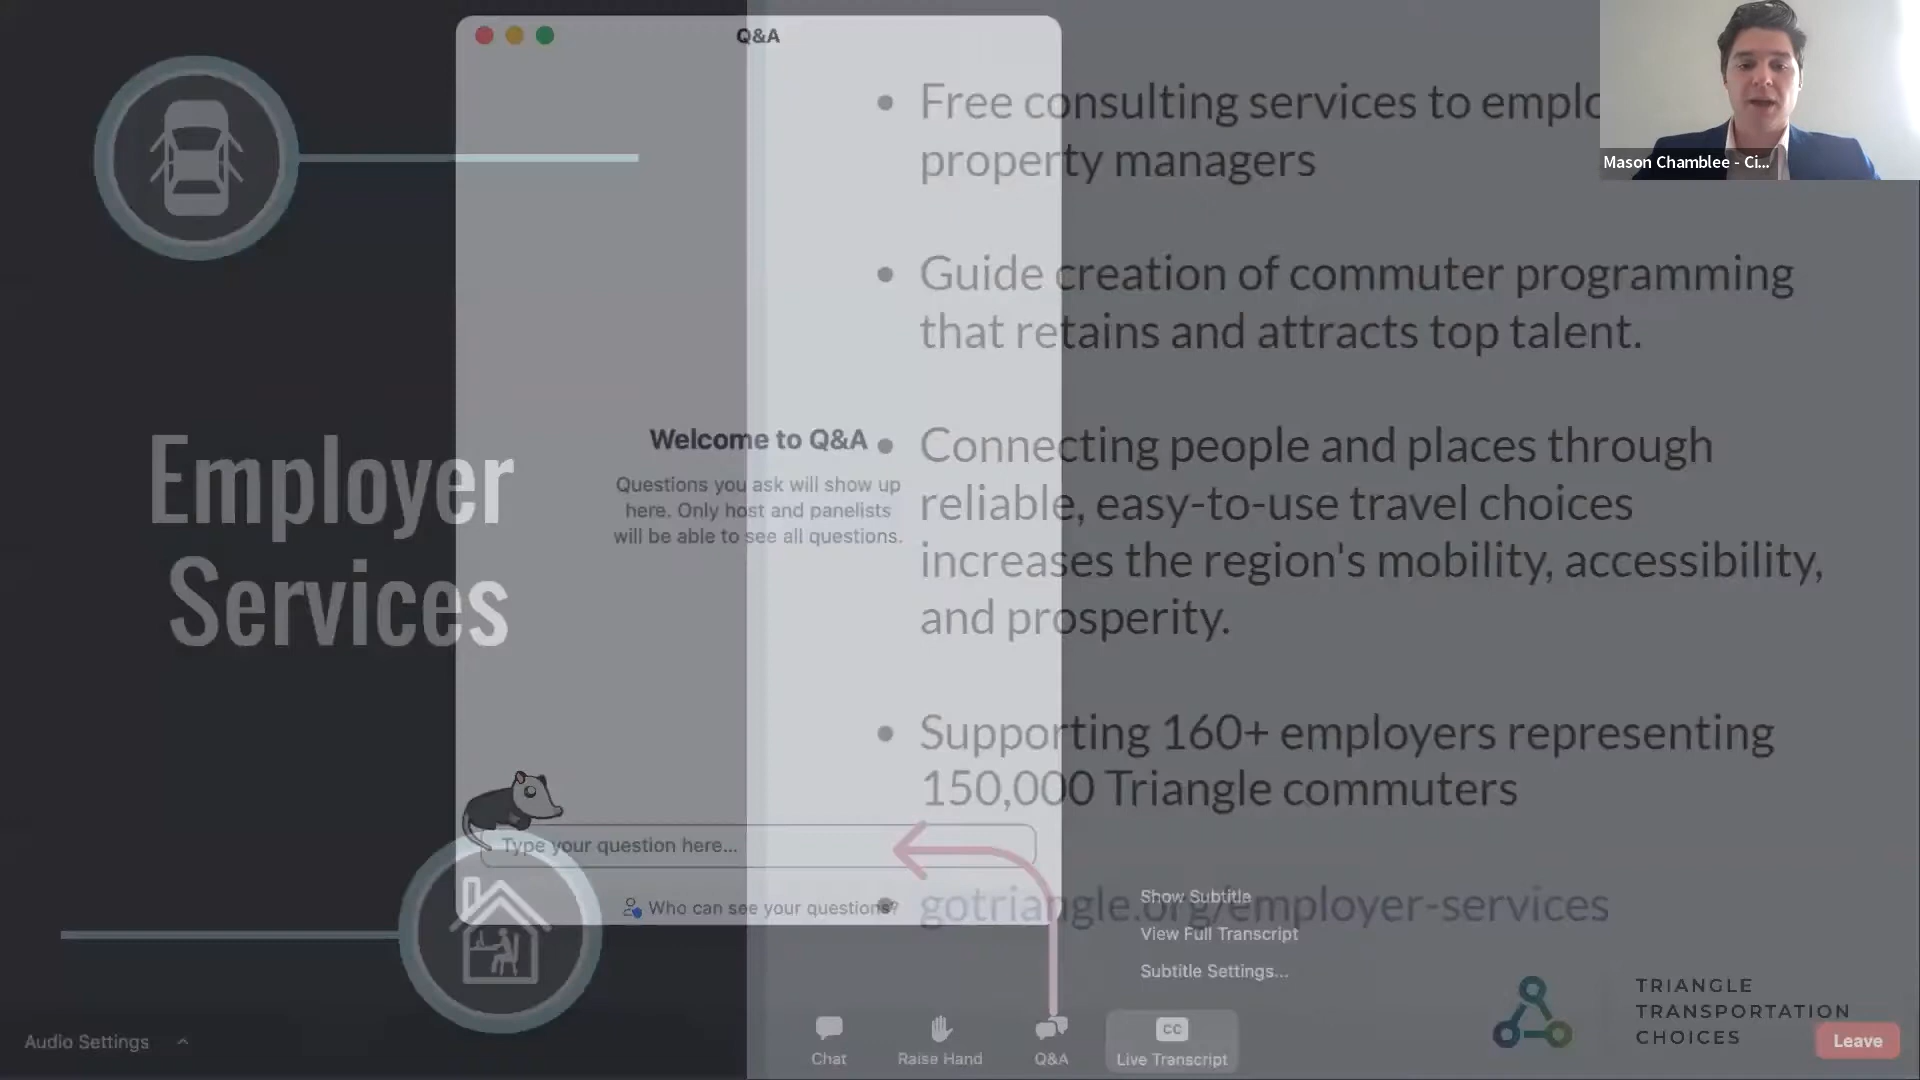 Q&A
Free consulting services to emplo
property managers
Mason Chamblee - Ci...
Guide creation of commuter programming
that retains and attracts top talent.
Employer
Services
Welcome to Q&A
Questions you ask will show up
here. Only host and panelists
will be able to see all questions.
Connecting people and places through
reliable, easy-to-use travel choices
increases the region's mobility, accessibility,
and prosperity.
Supporting 160+ employers representing
150,000 Triangle commuters
Type your question here...
Who can see your questions?
gotriangle.org/employer-services
Show Subtitle
View Full Transcript
Subtitle Settings...
TRIANGLE
TRANSPORTATION
CHOICES
Audio Settings
Chat
Raise Hand
Q&A
CC
Live Transcript
Leave